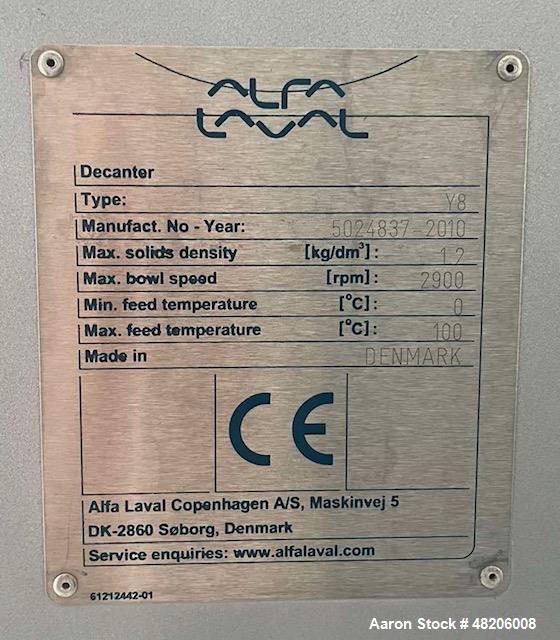 ALFA
LAVAL
Decanter
Type: Y8
Manufact. No - Year: 5024837-2010
Max. solids density [kg/dm³]: 1.2
Max. bowl speed [rpm]: 2900
Min. feed temperature [°C]: 0
Max. feed temperature [°C]: 100
Made in DENMARK
CE
Alfa Laval Copenhagen A/S, Maskinvej 5
DK-2860 Søborg, Denmark
Service enquiries: www.alfalaval.com
61212442-01
Aaron Stock # 48206008